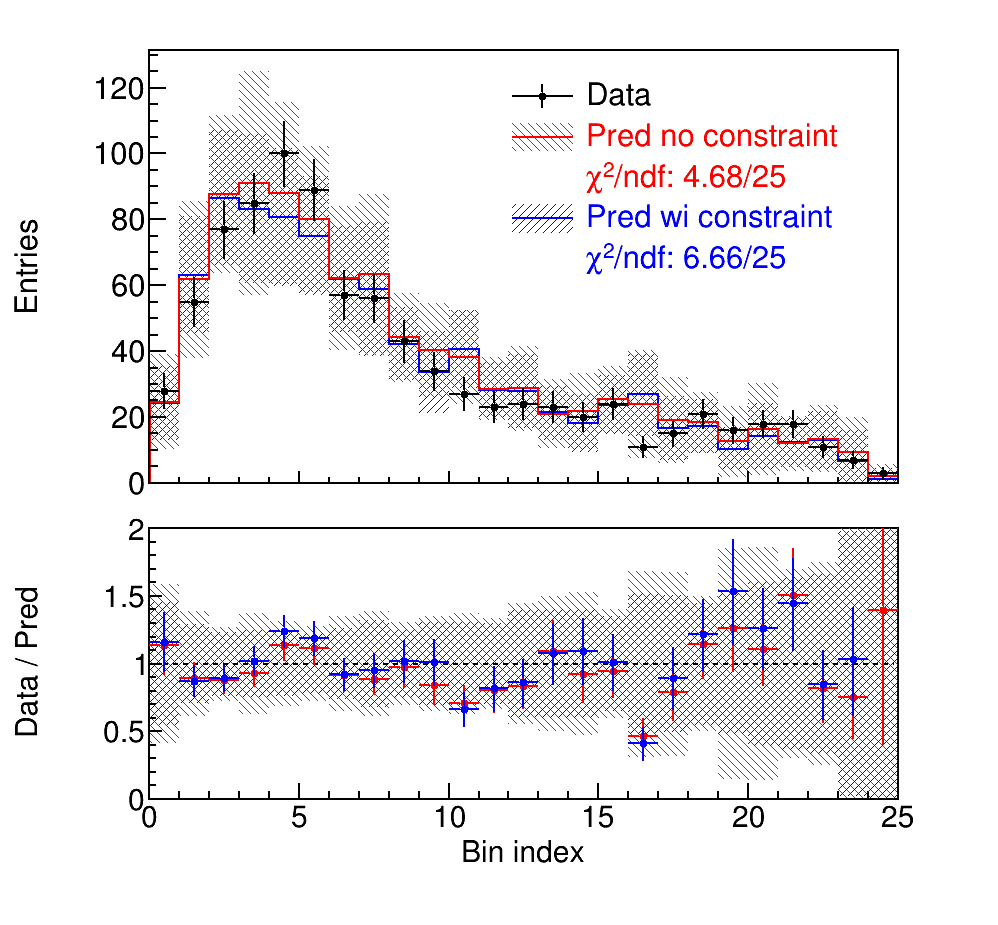 120
100
80
60
40
20
0
Entries
Data
Pred no constraint
χ²/ndf: 4.68/25
Pred wi constraint
χ²/ndf: 6.66/25
2
1.5
1
0.5
0
Data / Pred
0 5 10 15 20 25
Bin index